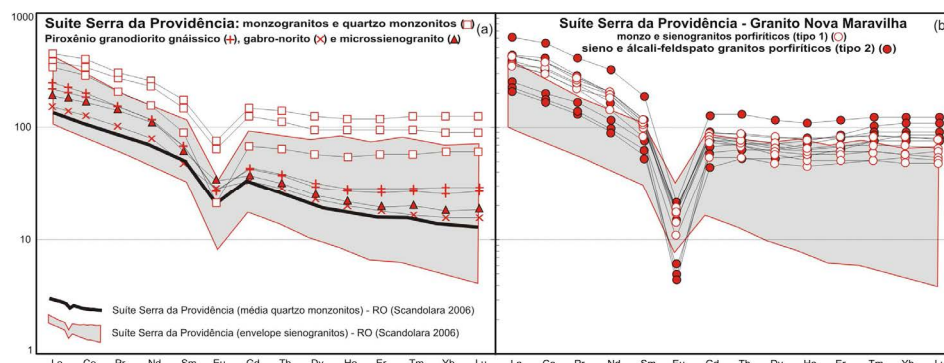 Suíte Serra da Providência: monzogranitos e quartzo monzonitos (□) (a)
Piroxênio granodiorito gnáissico (+), gabro-norito (×) e microssienogranito (▲)
1000
100
10
1
Suíte Serra da Providência (média quartzo monzonitos) - RO (Scandolara 2006)
Suíte Serra da Providência (envelope sienogranitos) - RO (Scandolara 2006)
La Ce Pr Nd Sm Eu Gd Tb Dy Ho Er Tm Yb Lu
Suíte Serra da Providência - Granito Nova Maravilha (b)
monzo e sienogranitos porfiríticos (tipo 1) (○)
sieno e álcali-feldspato granitos porfiríticos (tipo 2) (●)
La Ce Pr Nd Sm Eu Gd Tb Dy Ho Er Tm Yb Lu